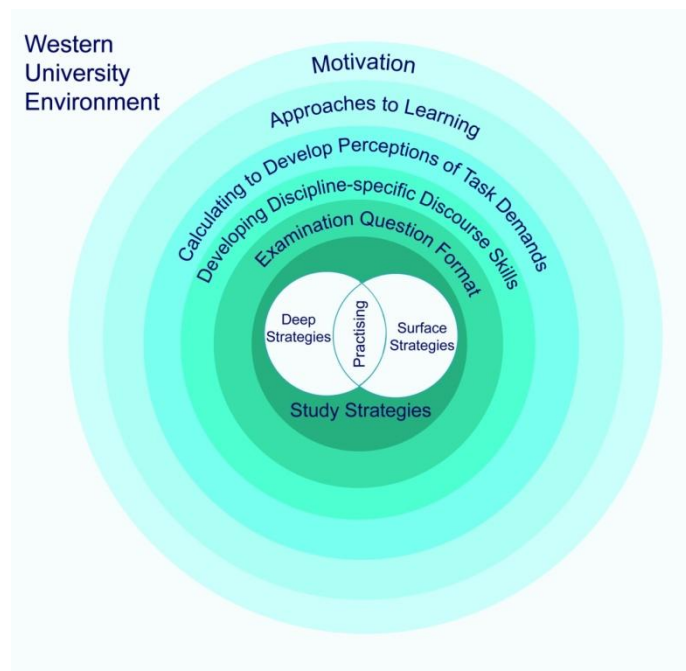 Western
University
Environment
Motivation
Approaches to Learning
Calculating to Develop Perceptions of Task Demands
Developing Discipline-specific Discourse Skills
Examination Question Format
Deep
Strategies
Practising
Surface
Strategies
Study Strategies